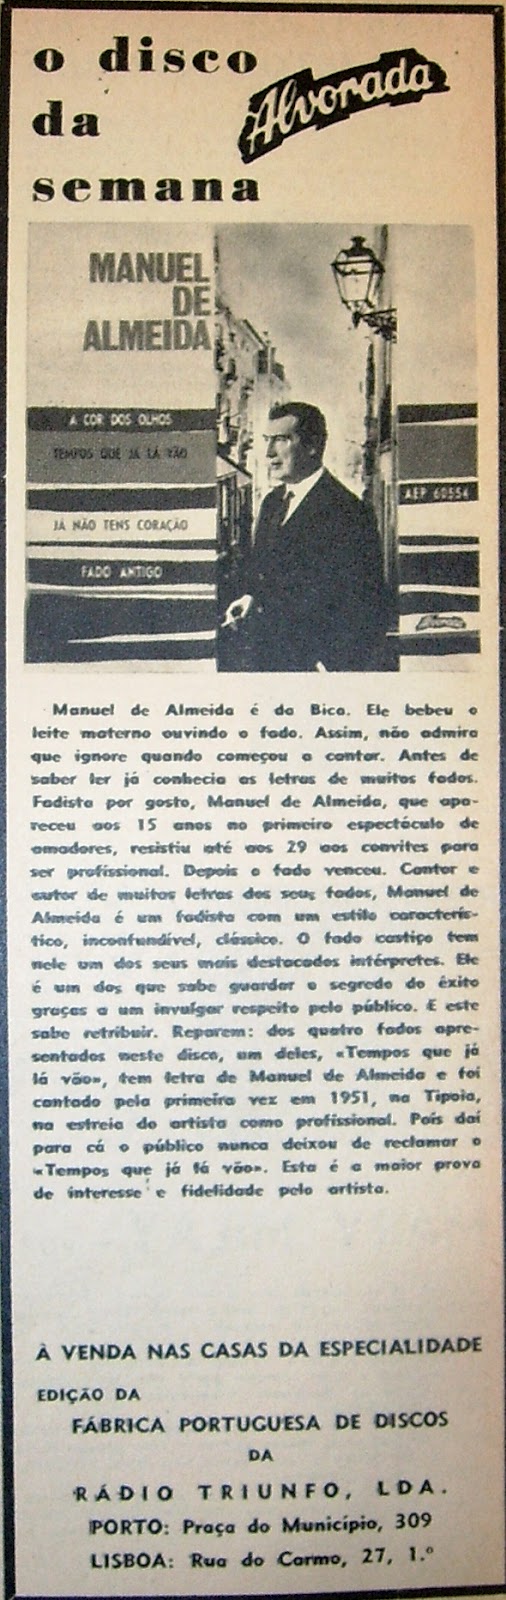 o disco
da
semana
Alvorada
MANUEL
DE
ALMEIDA
A COR DOS OLHOS
TEMPOS QUE JÁ LÁ VÃO
JÁ NÃO TENS CORAÇÃO
FADO ANTIGO
AEP 60554
Alvorada
Manuel de Almeida é da Bica. Ele bebeu o
leite materno ouvindo o fado. Assim, não admira
que ignore quando começou a cantar. Antes de
saber ler já conhecia as letras de muitos fados.
Fadista por gosto, Manuel de Almeida, que apa-
receu aos 15 anos no primeiro espectáculo de
amadores, resistiu até aos 29 aos convites para
ser profissional. Depois o fado venceu. Cantor e
autor de muitas letras dos seus fados, Manuel de
Almeida é um fadista com um estilo caracterís-
tico, inconfundível, clássico. O fado castiço tem
nele um dos seus mais destacados intérpretes. Ele
é um dos que sabe guardar o segredo do êxito
graças a um invulgar respeito pelo público. E este
sabe retribuir. Reparem: dos quatro fados apre-
sentados neste disco, um deles, «Tempos que já
lá vão», tem letra de Manuel de Almeida e foi
cantado pela primeira vez em 1951, na Tipoia,
na estreia do artista como profissional. Pois daí
para cá o público nunca deixou de reclamar o
«Tempos que já lá vão». Esta é a maior prova
de interesse e fidelidade pelo artista.
À VENDA NAS CASAS DA ESPECIALIDADE
EDIÇÃO DA
FÁBRICA PORTUGUESA DE DISCOS
DA
RÁDIO TRIUNFO, LDA.
PORTO: Praça do Município, 309
LISBOA: Rua do Carmo, 27, 1.º